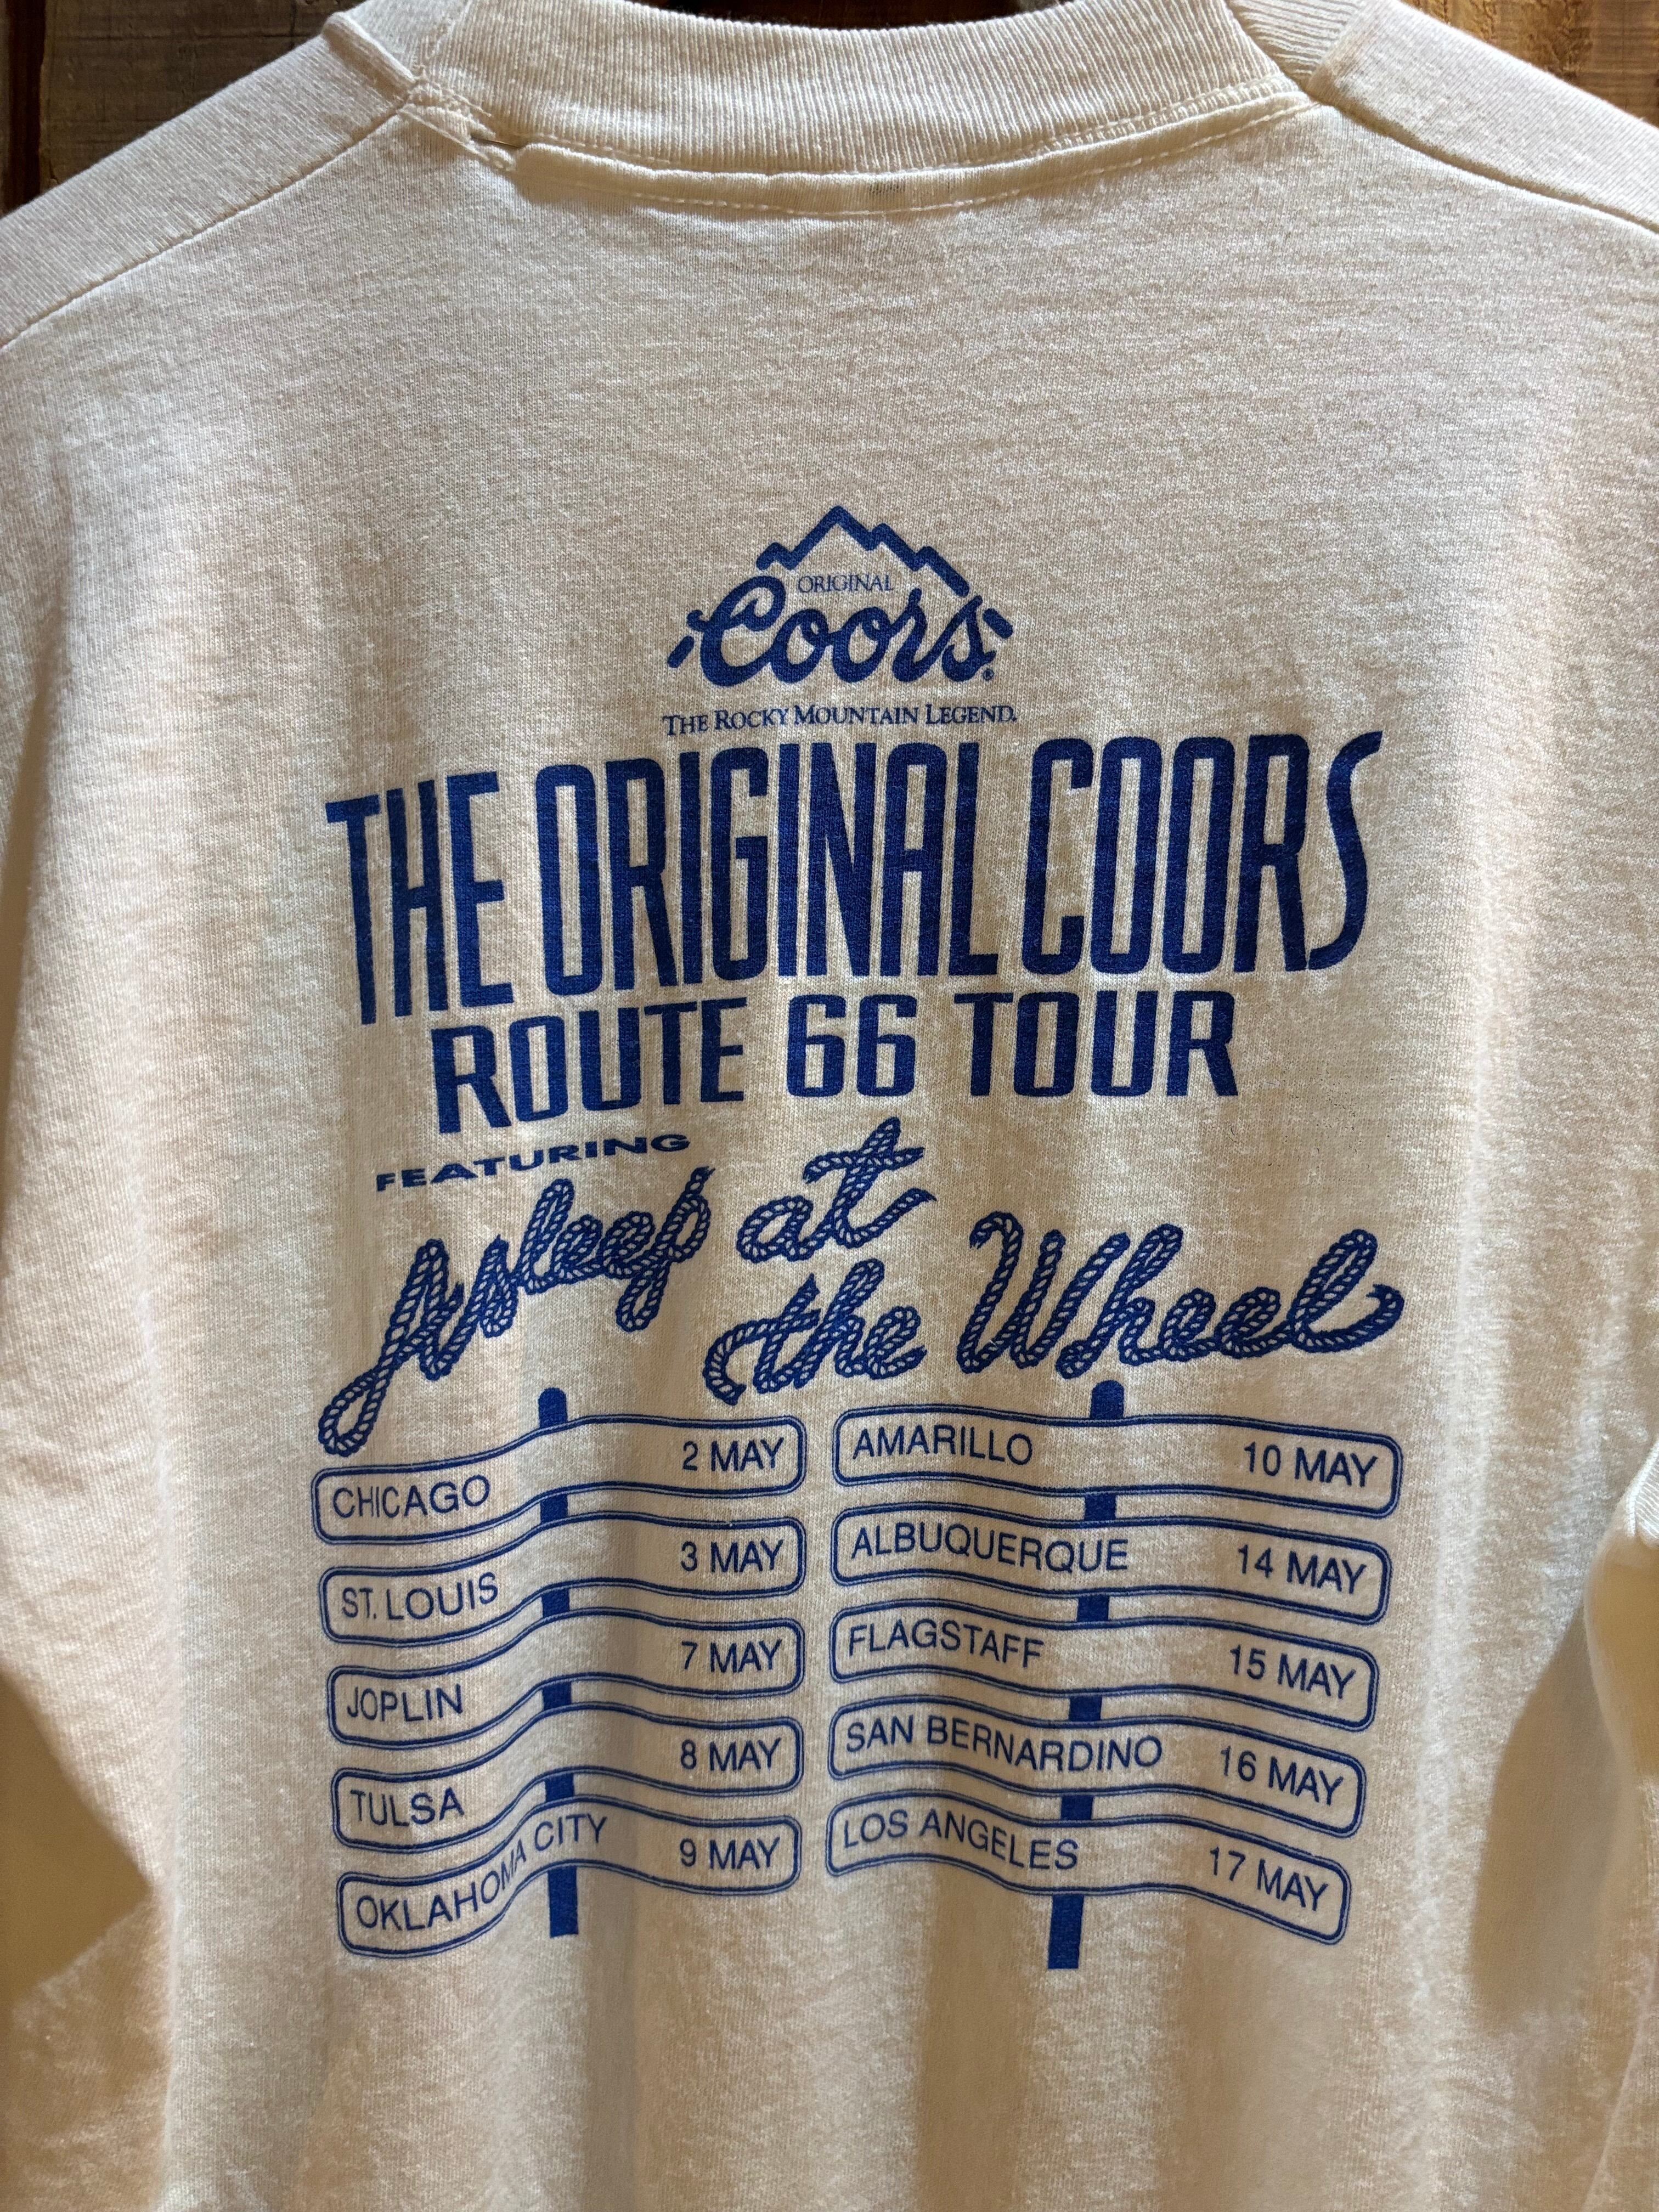 ORIGINAL
Coors®
THE ROCKY MOUNTAIN LEGEND.
THE ORIGINAL COORS
ROUTE 66 TOUR
FEATURING
Asleep at
the Wheel
CHICAGO 2 MAY
ST. LOUIS 3 MAY
JOPLIN 7 MAY
TULSA 8 MAY
OKLAHOMA CITY 9 MAY
AMARILLO 10 MAY
ALBUQUERQUE 14 MAY
FLAGSTAFF 15 MAY
SAN BERNARDINO 16 MAY
LOS ANGELES 17 MAY